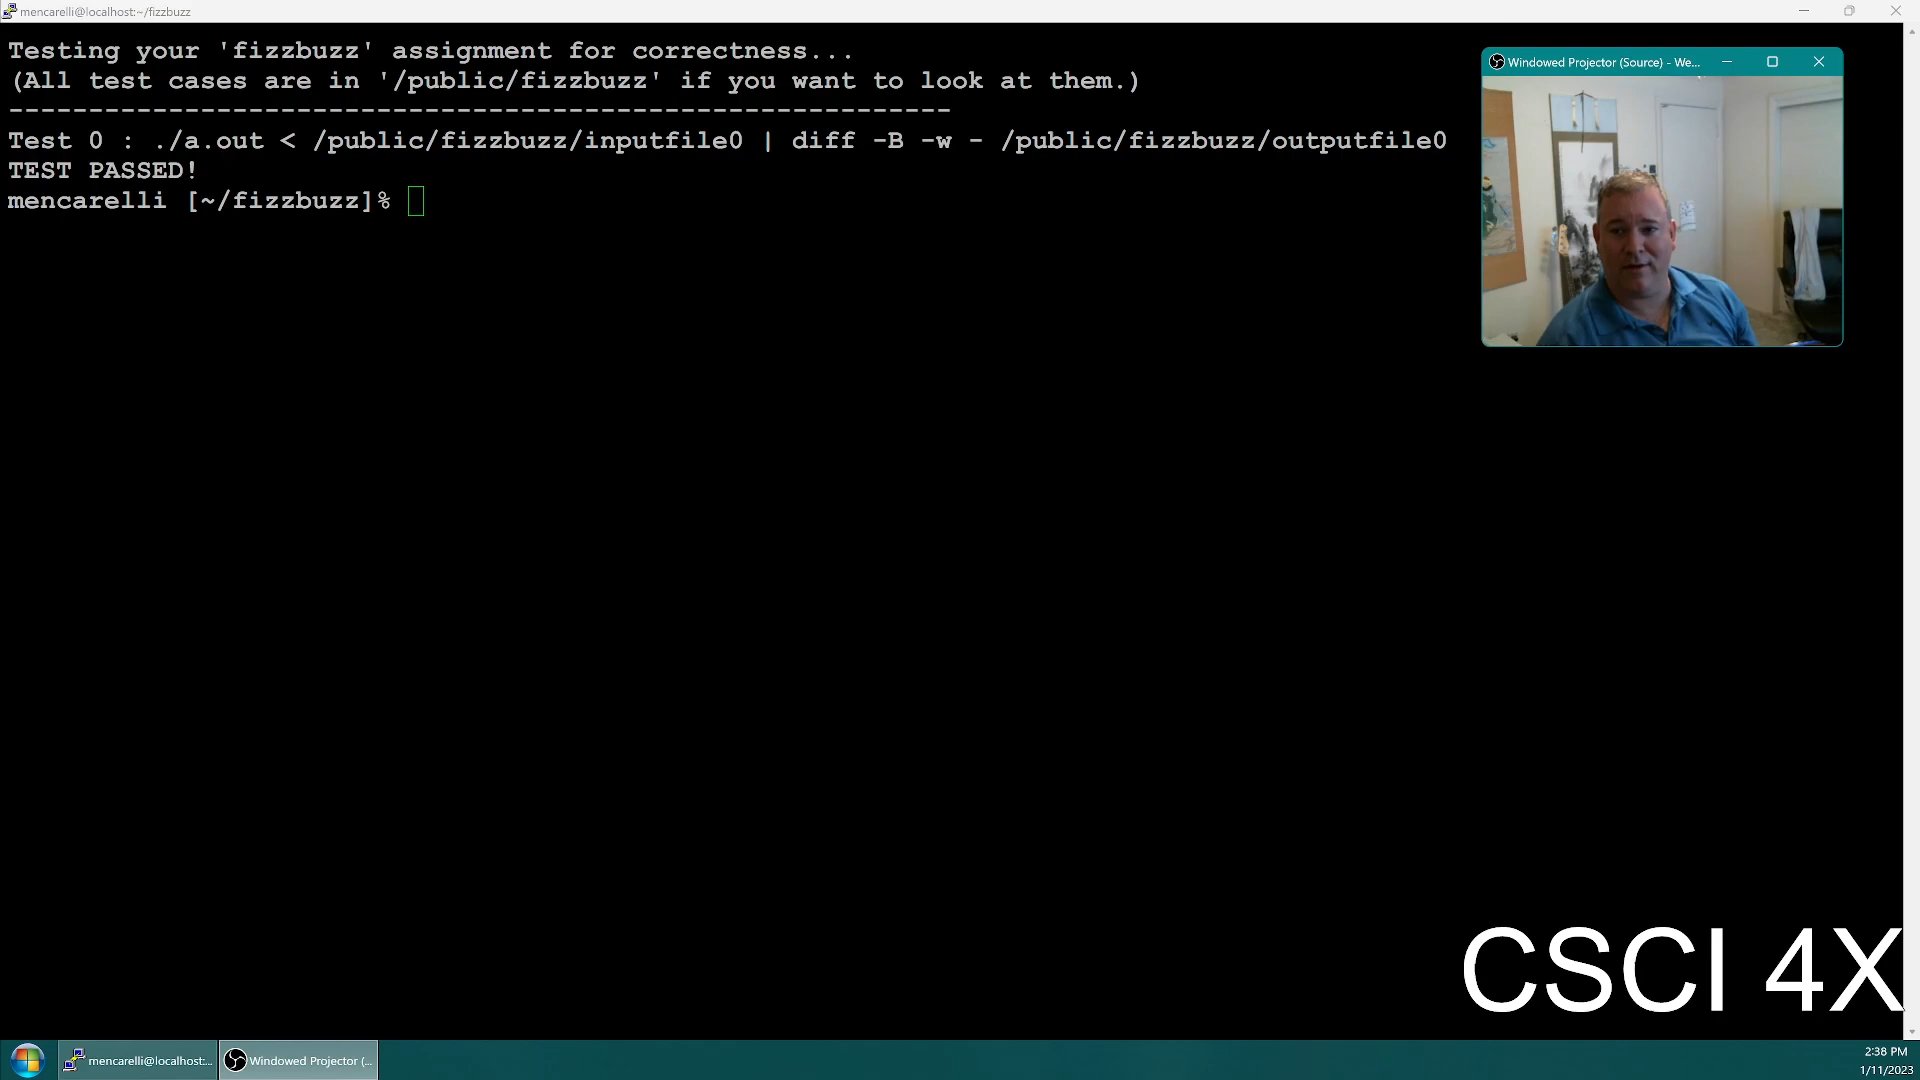 mencarelli@localhost:~/fizzbuzz
Testing your 'fizzbuzz' assignment for correctness...
(All test cases are in '/public/fizzbuzz' if you want to look at them.)
-----------------------------------------------------------
Test 0 : ./a.out < /public/fizzbuzz/inputfile0 | diff -B -w - /public/fizzbuzz/outputfile0
TEST PASSED!
mencarelli [~/fizzbuzz]%
Windowed Projector (Source) - We...
CSCI 4X
mencarelli@localhost:...
Windowed Projector (...
2:38 PM
1/11/2023